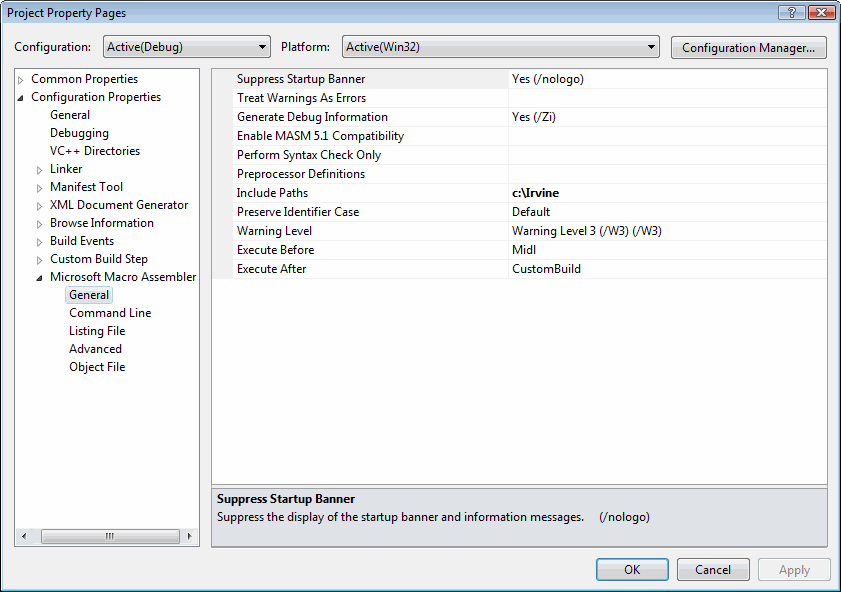 Project Property Pages
Configuration: Active(Debug) Platform: Active(Win32) Configuration Manager...
Common Properties
Configuration Properties
General
Debugging
VC++ Directories
Linker
Manifest Tool
XML Document Generator
Browse Information
Build Events
Custom Build Step
Microsoft Macro Assembler
General
Command Line
Listing File
Advanced
Object File
Suppress Startup Banner Yes (/nologo)
Treat Warnings As Errors
Generate Debug Information Yes (/Zi)
Enable MASM 5.1 Compatibility
Perform Syntax Check Only
Preprocessor Definitions
Include Paths c:\Irvine
Preserve Identifier Case Default
Warning Level Warning Level 3 (/W3) (/W3)
Execute Before Midl
Execute After CustomBuild
Suppress Startup Banner
Suppress the display of the startup banner and information messages. (/nologo)
OK Cancel Apply